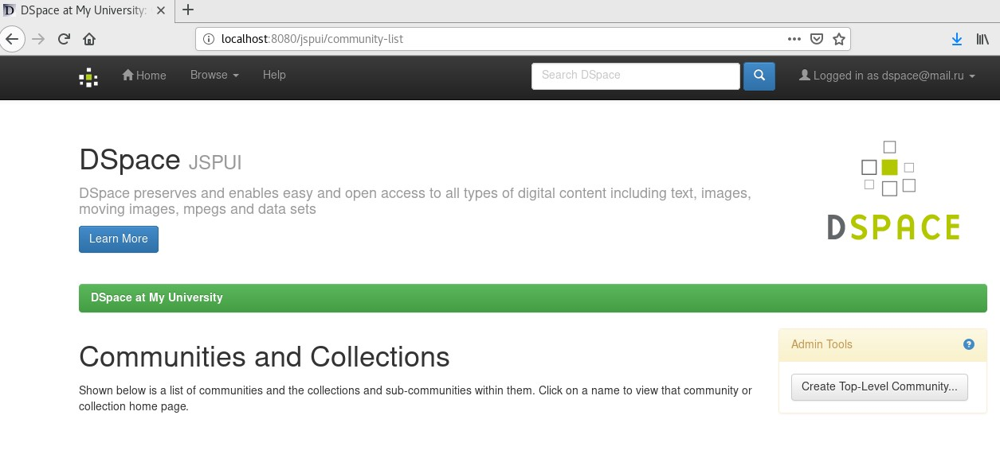 DSpace at My University:
localhost:8080/jspui/community-list
Home Browse Help Search DSpace Logged in as dspace@mail.ru
DSpace JSPUI
DSpace preserves and enables easy and open access to all types of digital content including text, images,
moving images, mpegs and data sets
Learn More
DSPACE
DSpace at My University
Communities and Collections
Shown below is a list of communities and the collections and sub-communities within them. Click on a name to view that community or
collection home page.
Admin Tools
Create Top-Level Community...